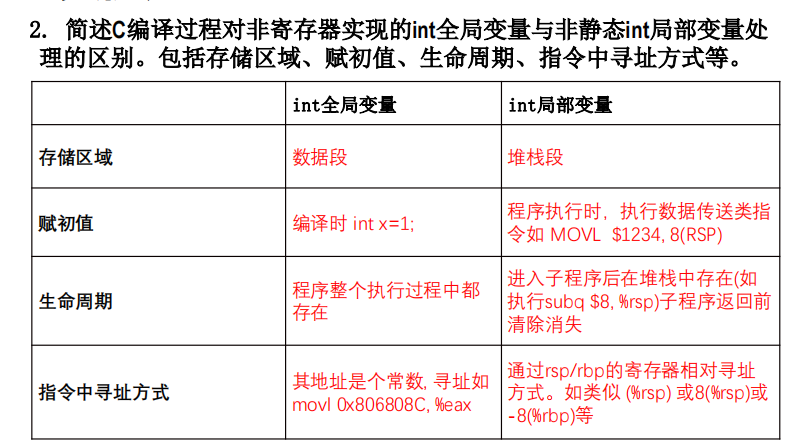 2. 简述C编译过程对非寄存器实现的int全局变量与非静态int局部变量处
理的区别。包括存储区域、赋初值、生命周期、指令中寻址方式等。
int全局变量
int局部变量
存储区域
数据段
堆栈段
赋初值
编译时 int x=1;
程序执行时，执行数据传送类指
令如 MOVL $1234, 8(RSP)
生命周期
程序整个执行过程中都
存在
进入子程序后在堆栈中存在(如
执行subq $8, %rsp)子程序返回前
清除消失
指令中寻址方式
其地址是个常数, 寻址如
movl 0x806808C, %eax
通过rsp/rbp的寄存器相对寻址
方式。如类似 (%rsp) 或8(%rsp)或
-8(%rbp)等